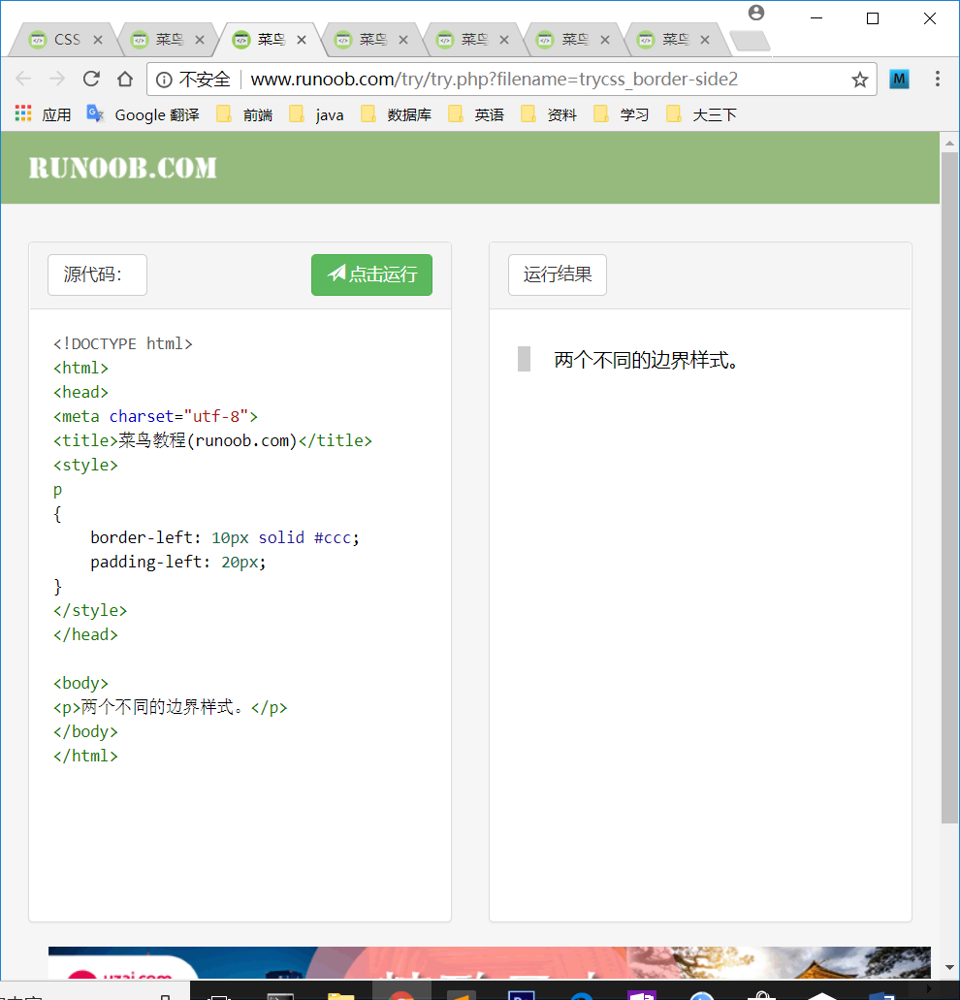 CSS
菜鸟
菜鸟
菜鸟
菜鸟
菜鸟
菜鸟
不安全 www.runoob.com/try/try.php?filename=trycss_border-side2
M
应用 Google 翻译 前端 java 数据库 英语 资料 学习 大三下
RUNOOB.COM
源代码：
点击运行
<!DOCTYPE html>
<html>
<head>
<meta charset="utf-8">
<title>菜鸟教程(runoob.com)</title>
<style>
p
{
    border-left: 10px solid #ccc;
    padding-left: 20px;
}
</style>
</head>
<body>
<p>两个不同的边界样式。</p>
</body>
</html>
运行结果
两个不同的边界样式。